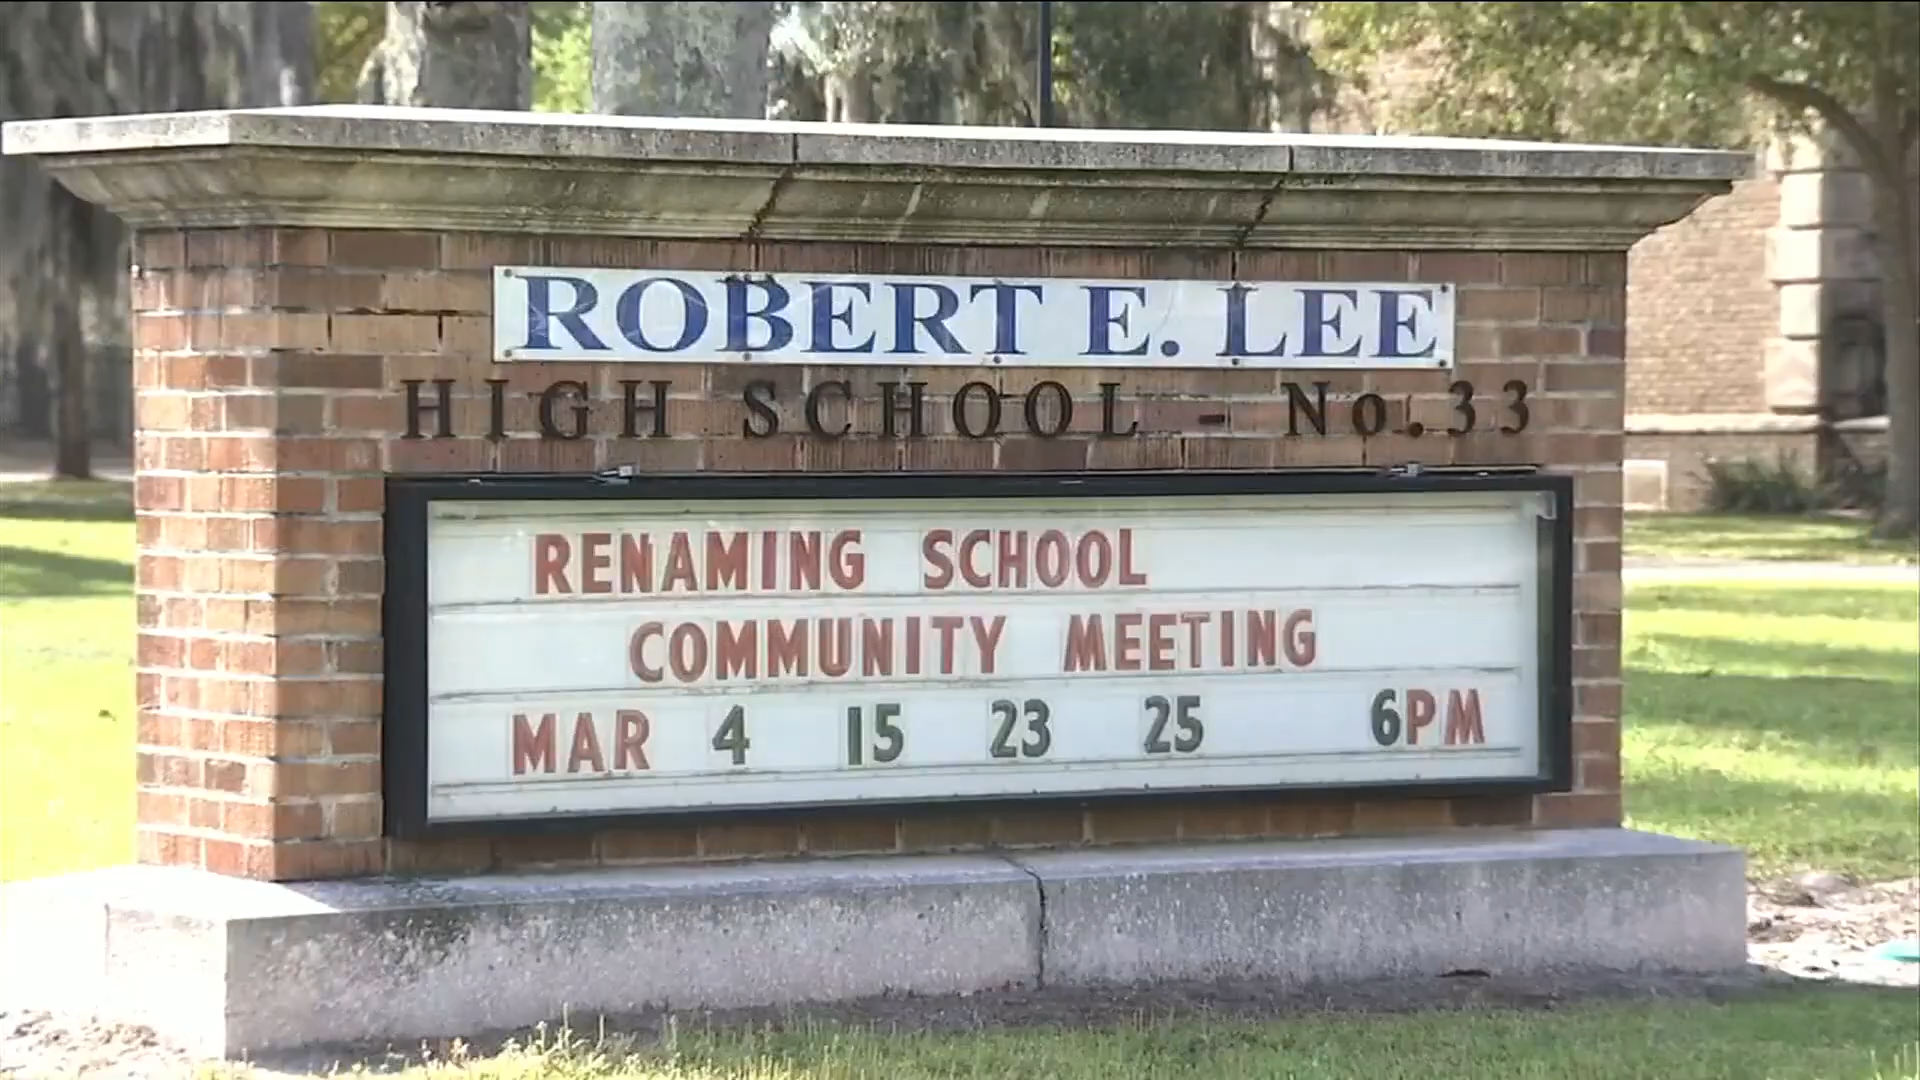 ROBERT E. LEE
HIGH SCHOOL - No.33
RENAMING SCHOOL
COMMUNITY MEETING
MAR 4 15 23 25 6PM